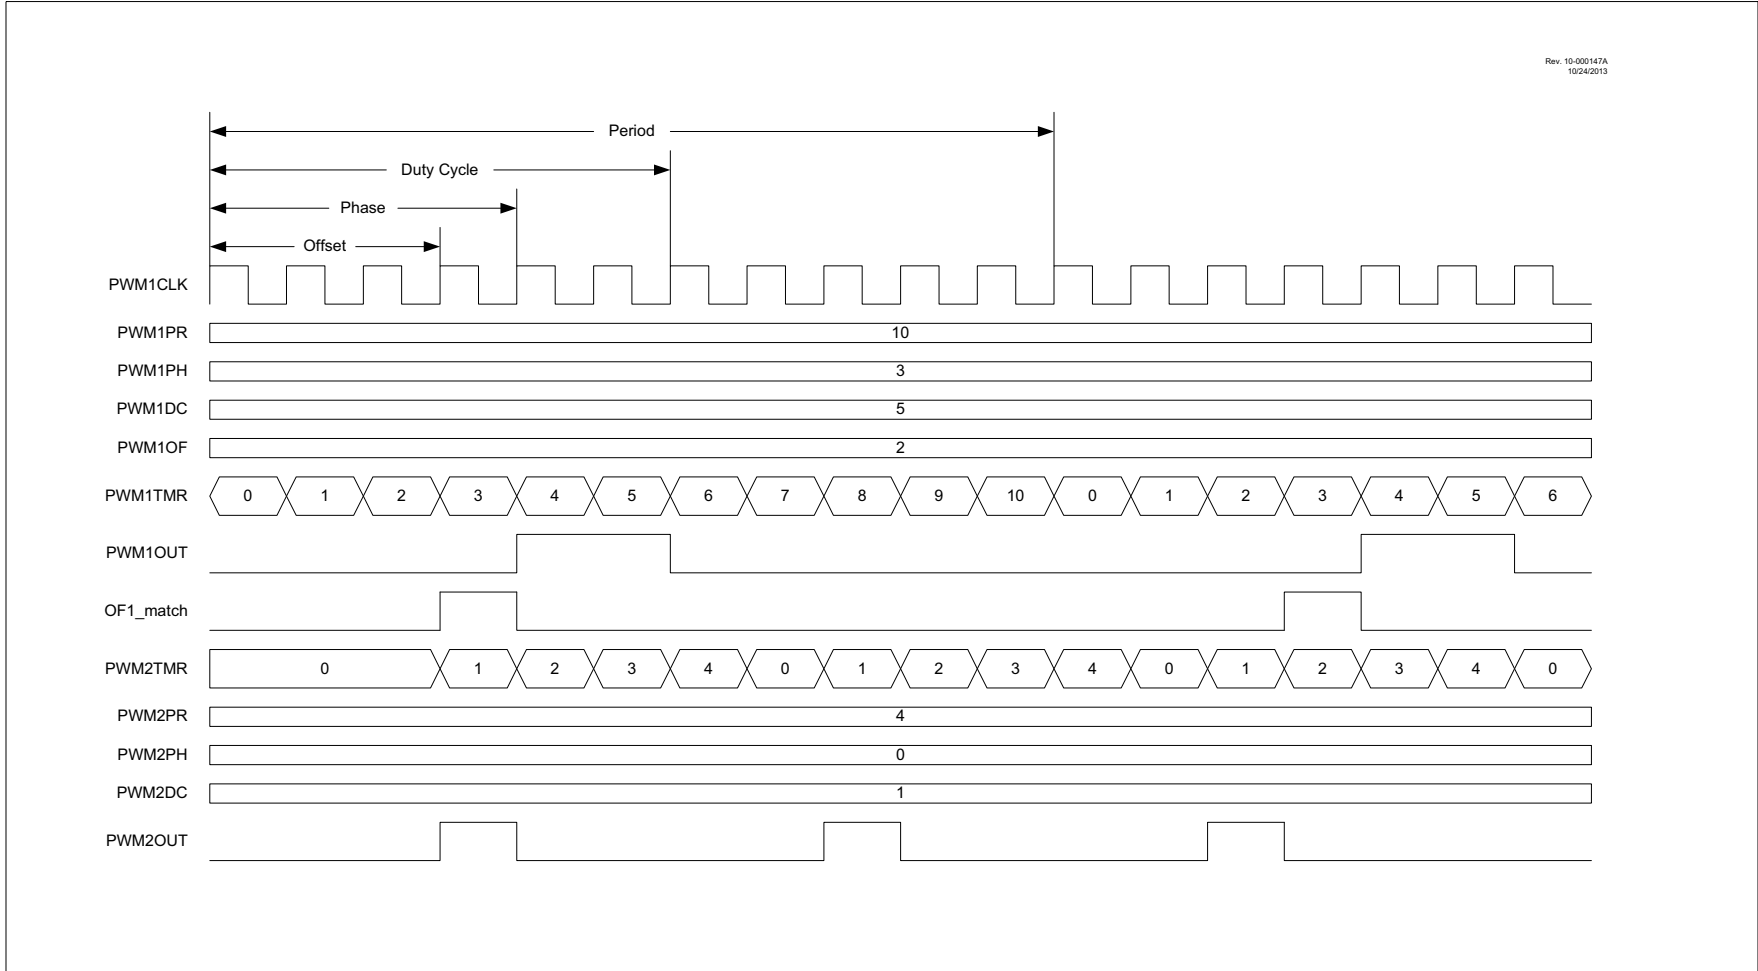 Rev. 10-000147A
10/24/2013
Period
Duty Cycle
Phase
Offset
PWM1CLK
PWM1PR 10
PWM1PH 3
PWM1DC 5
PWM1OF 2
PWM1TMR 0 1 2 3 4 5 6 7 8 9 10 0 1 2 3 4 5 6
PWM1OUT
OF1_match
PWM2TMR 0 1 2 3 4 0 1 2 3 4 0 1 2 3 4 0
PWM2PR 4
PWM2PH 0
PWM2DC 1
PWM2OUT